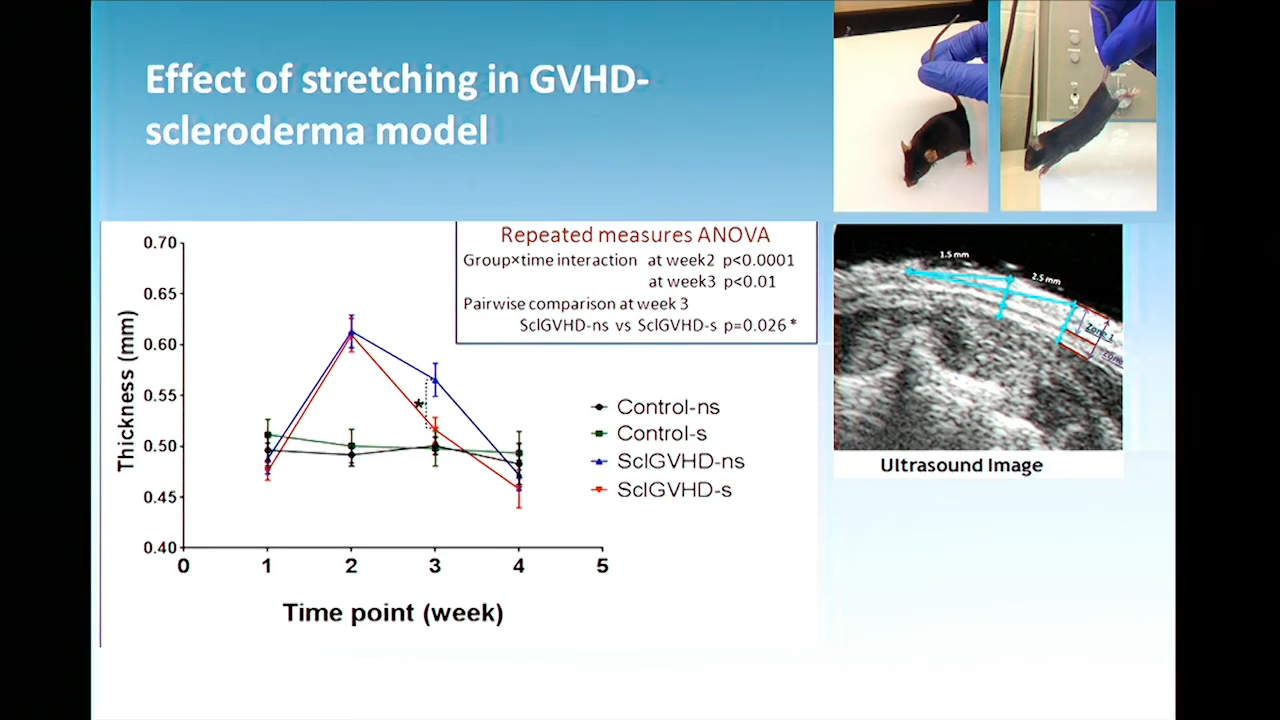 Effect of stretching in GVHD-
scleroderma model
Repeated measures ANOVA
Group×time interaction at week2 p<0.0001
at week3 p<0.01
Pairwise comparison at week 3
SclGVHD-ns vs SclGVHD-s p=0.026 *
Thickness (mm)
0.70
0.65
0.60
0.55
0.50
0.45
0.40
0
1
2
3
4
5
Time point (week)
*
Control-ns
Control-s
SclGVHD-ns
SclGVHD-s
1.5 mm
2.5 mm
Zone 1
Ultrasound Image